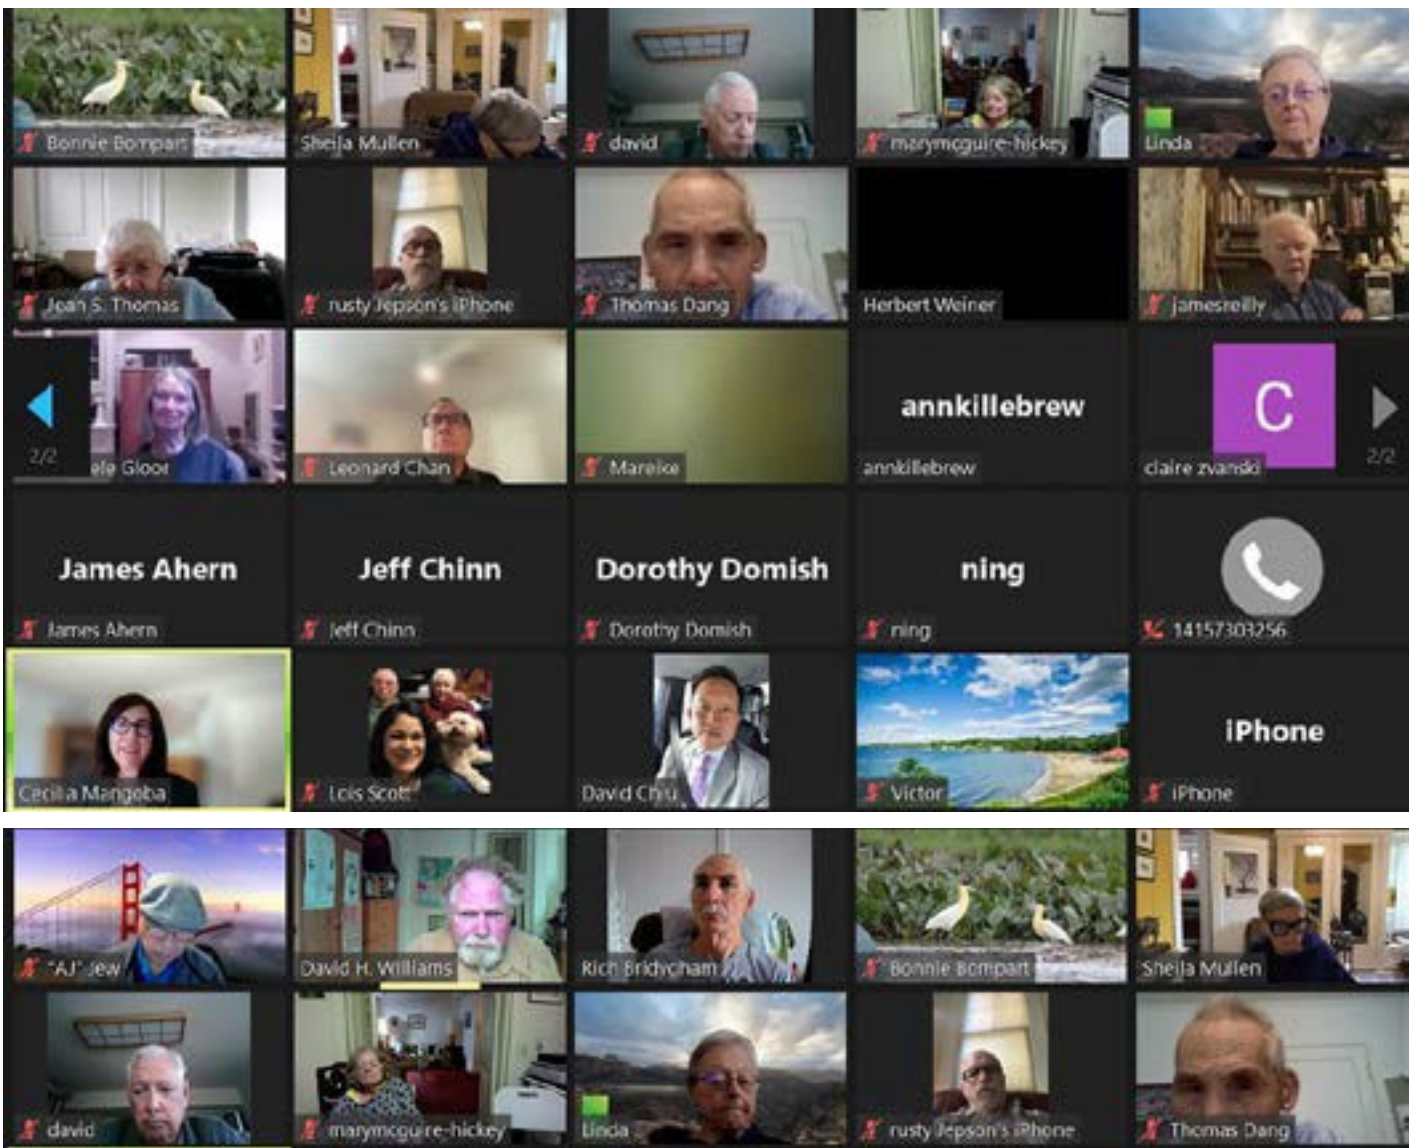 Bonnie Bompart
Sheila Mullen
david
marymcguire-hickey
Linda
Jean S. Thomas
rusty Jepson's iPhone
Thomas Dang
Herbert Weiner
jamesreilly
2/2
ele Gloor
Leonard Chan
Mareike
annkillebrew
annkillebrew
C
claire zvanski
2/2
James Ahern
James Ahern
Jeff Chinn
Jeff Chinn
Dorothy Domish
Dorothy Domish
ning
ning
14157303256
Cecilia Mangoba
Lois Scott
David Chiu
Victor
iPhone
iPhone
"AJ" Jew
David H. Williams
Rich Bridygham
Bonnie Bompart
Sheila Mullen
david
marymcguire-hickey
Linda
rusty Jepson's iPhone
Thomas Dang